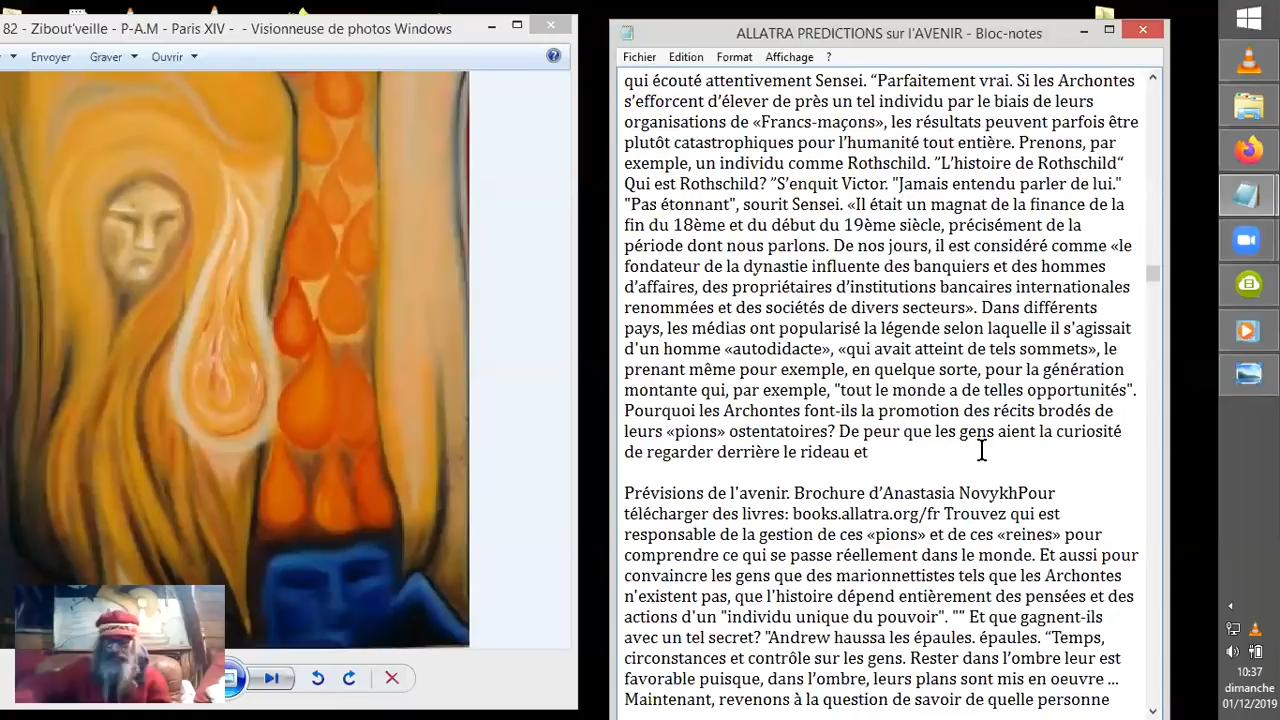 82 - Zibout'veille - P-A-M - Paris XIV - - Visionneuse de photos Windows
Envoyer Graver Ouvrir
ALLATRA PREDICTIONS sur l'AVENIR - Bloc-notes
Fichier Edition Format Affichage ?
qui écouté attentivement Sensei. “Parfaitement vrai. Si les Archontes
s’efforcent d’élever de près un tel individu par le biais de leurs
organisations de «Francs-maçons», les résultats peuvent parfois être
plutôt catastrophiques pour l’humanité tout entière. Prenons, par
exemple, un individu comme Rothschild. ”L’histoire de Rothschild“
Qui est Rothschild? ”S’enquit Victor. "Jamais entendu parler de lui."
"Pas étonnant", sourit Sensei. «Il était un magnat de la finance de la
fin du 18ème et du début du 19ème siècle, précisément de la
période dont nous parlons. De nos jours, il est considéré comme «le
fondateur de la dynastie influente des banquiers et des hommes
d’affaires, des propriétaires d’institutions bancaires internationales
renommées et des sociétés de divers secteurs». Dans différents
pays, les médias ont popularisé la légende selon laquelle il s'agissait
d'un homme «autodidacte», «qui avait atteint de tels sommets», le
prenant même pour exemple, en quelque sorte, pour la génération
montante qui, par exemple, "tout le monde a de telles opportunités".
Pourquoi les Archontes font-ils la promotion des récits brodés de
leurs «pions» ostentatoires? De peur que les gens aient la curiosité
de regarder derrière le rideau et
Prévisions de l'avenir. Brochure d’Anastasia NovykhPour
télécharger des livres: books.allatra.org/fr Trouvez qui est
responsable de la gestion de ces «pions» et de ces «reines» pour
comprendre ce qui se passe réellement dans le monde. Et aussi pour
convaincre les gens que des marionnettistes tels que les Archontes
n'existent pas, que l'histoire dépend entièrement des pensées et des
actions d'un "individu unique du pouvoir". "" Et que gagnent-ils
avec un tel secret? "Andrew haussa les épaules. épaules. “Temps,
circonstances et contrôle sur les gens. Rester dans l’ombre leur est
favorable puisque, dans l’ombre, leurs plans sont mis en oeuvre ...
Maintenant, revenons à la question de savoir de quelle personne
10:37
dimanche
01/12/2019